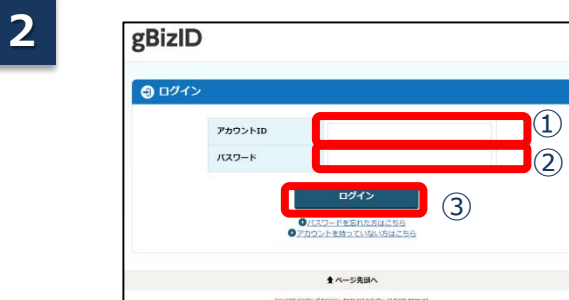 2
gBizID
ログイン
アカウントID
①
パスワード
②
ログイン
③
パスワードを忘れた方はこちら
アカウントを持っていない方はこちら
ページ先頭へ